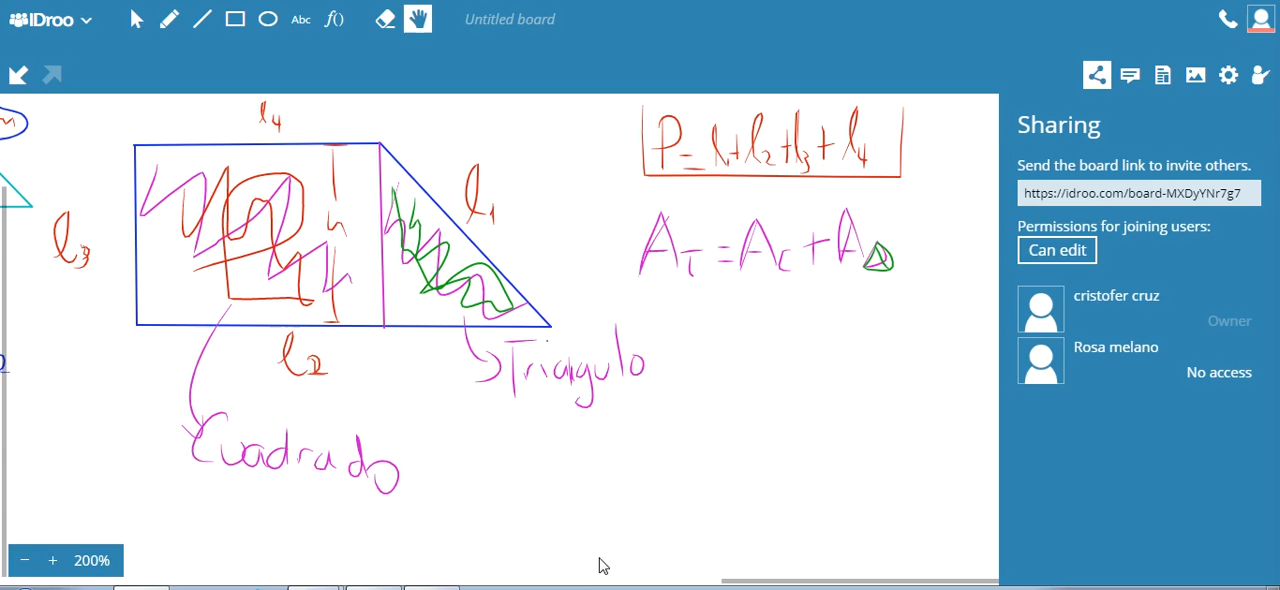 IDroo
Abc
f()
Untitled board
l4
P = l1 + l2 + l3 + l4
l1
l3
h
AT = AC + A△
l2
Triagulo
Cuadrado
200%
Sharing
Send the board link to invite others.
https://idroo.com/board-MXDyYNr7g7
Permissions for joining users:
Can edit
cristofer cruz
Owner
Rosa melano
No access